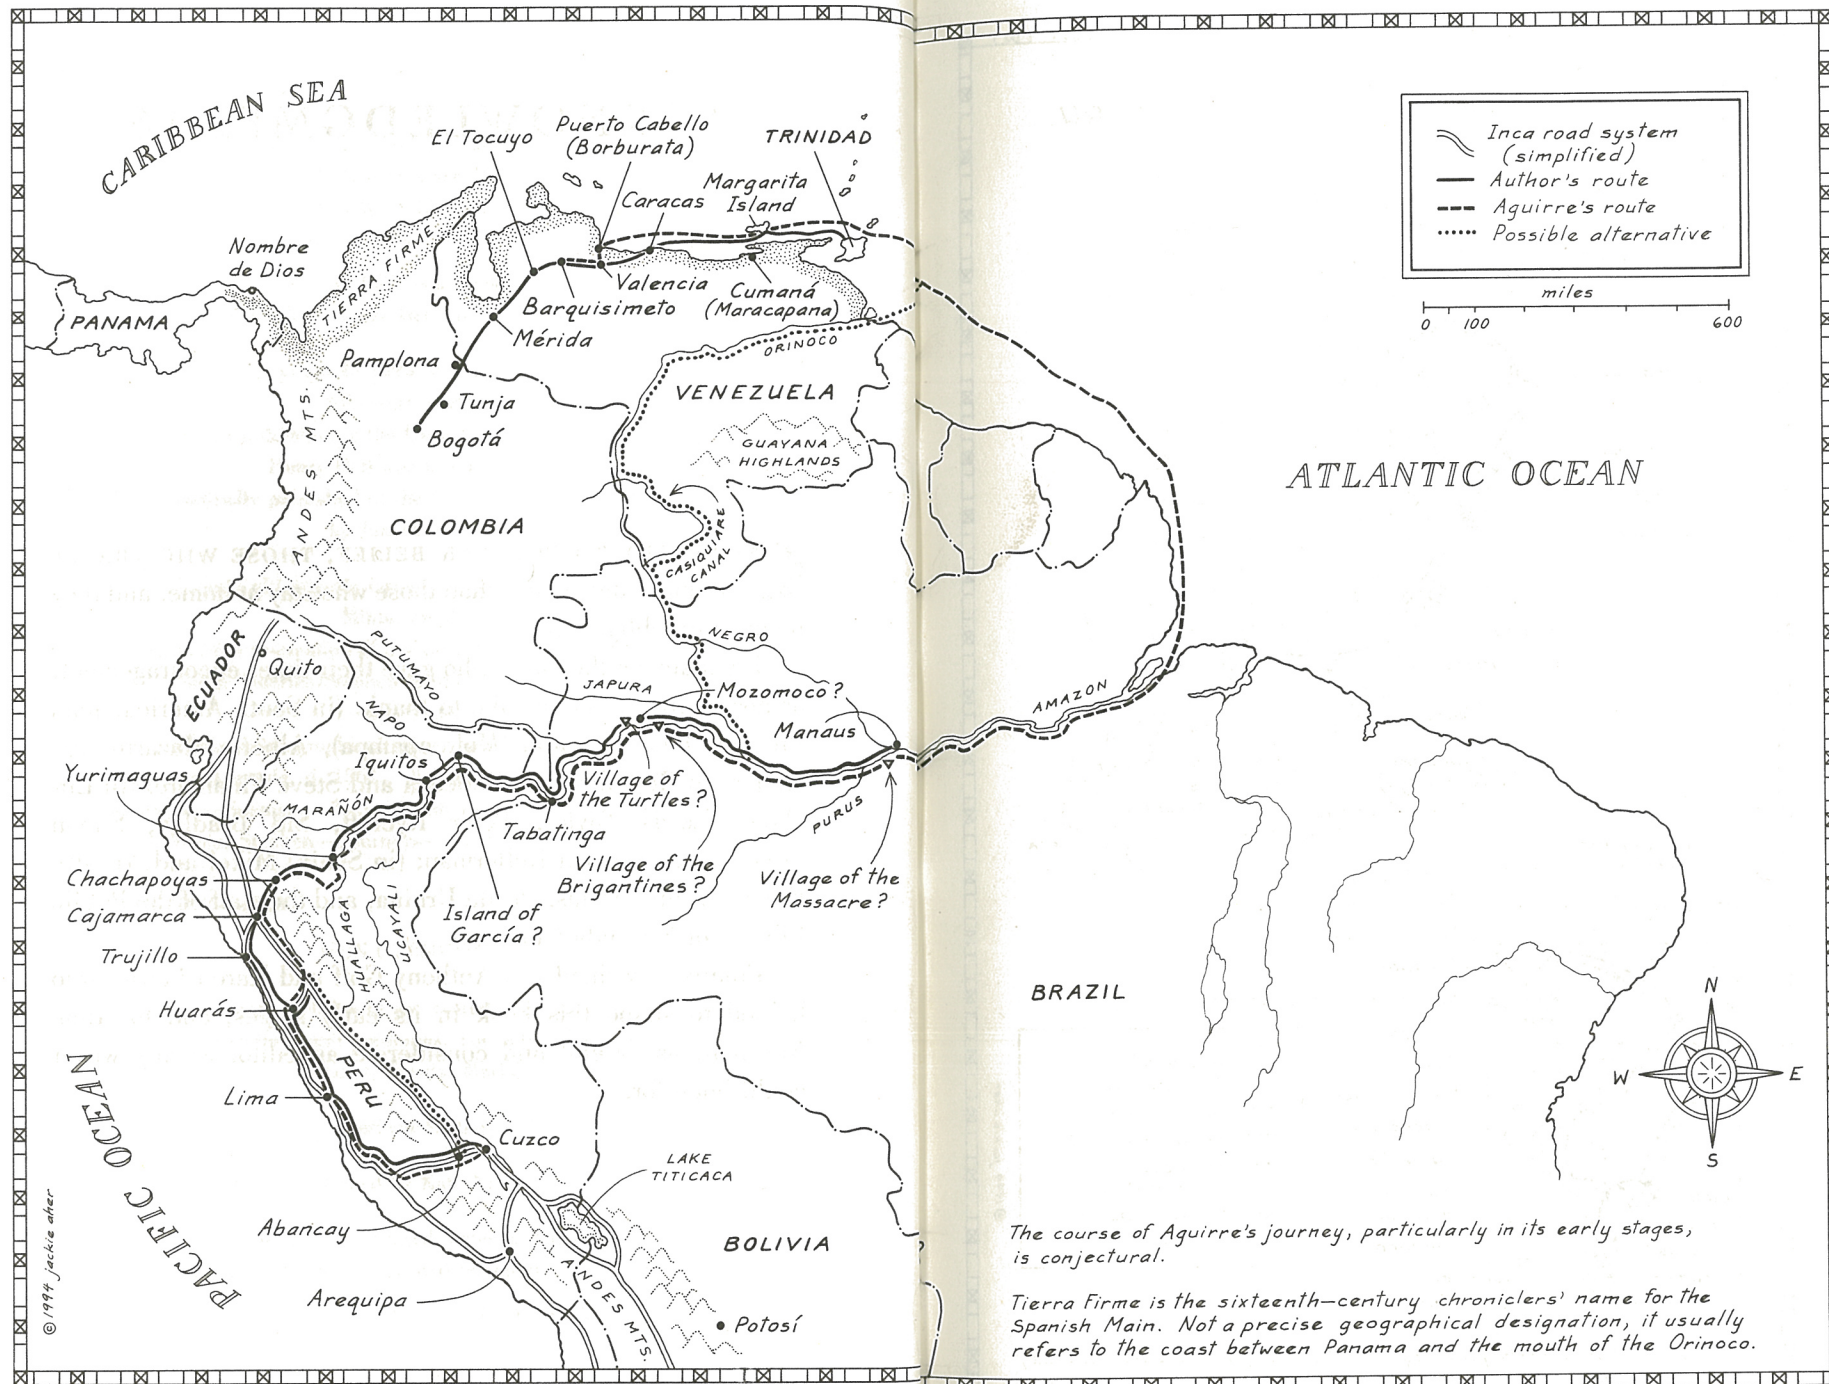 CARIBBEAN SEA
El Tocuyo
Puerto Cabello
(Borburata)
TRINIDAD
Margarita
Island
Caracas
Nombre
de Dios
TIERRA FIRME
PANAMA
Valencia
Barquisimeto
Cumaná
(Maracapana)
Mérida
Pamplona
ORINOCO
Tunja
Bogotá
VENEZUELA
GUAYANA
HIGHLANDS
ANDES MTS.
COLOMBIA
CASIQUIARE
CANAL
ECUADOR
Quito
PUTUMAYO
NAPO
NEGRO
JAPURA
Mozomoco?
Manaus
AMAZON
Yurimaguas
Iquitos
MARAÑÓN
Village of
the Turtles?
Tabatinga
PURUS
Village of the
Brigantines?
Village of the
Massacre?
Chachapoyas
Cajamarca
Trujillo
HUALLAGA
UCAYALI
Island of
García?
Huarás
PERU
Lima
Cuzco
LAKE
TITICACA
Abancay
Arequipa
ANDES MTS.
BOLIVIA
Potosí
PACIFIC OCEAN
©1994 jackie aher
Inca road system
(simplified)
Author's route
Aguirre's route
Possible alternative
miles
0 100 600
ATLANTIC OCEAN
BRAZIL
N
W E
S
The course of Aguirre's journey, particularly in its early stages,
is conjectural.
Tierra Firme is the sixteenth-century chroniclers' name for the
Spanish Main. Not a precise geographical designation, it usually
refers to the coast between Panama and the mouth of the Orinoco.